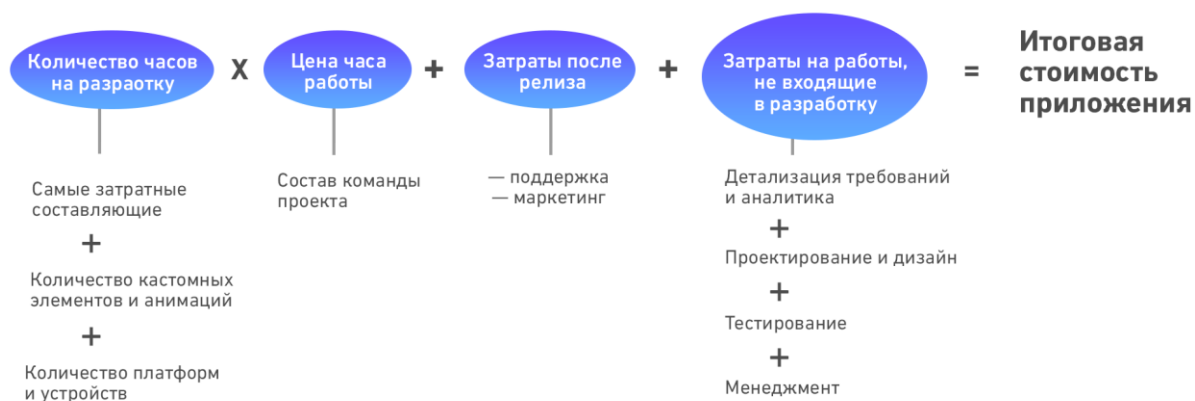 Количество часов
на разраотку
X
Цена часа
работы
+
Затраты после
релиза
+
Затраты на работы,
не входящие
в разработку
=
Итоговая
стоимость
приложения
Самые затратные
составляющие
+
Количество кастомных
элементов и анимаций
+
Количество платформ
и устройств
Состав команды
проекта
— поддержка
— маркетинг
Детализация требований
и аналитика
+
Проектирование и дизайн
+
Тестирование
+
Менеджмент